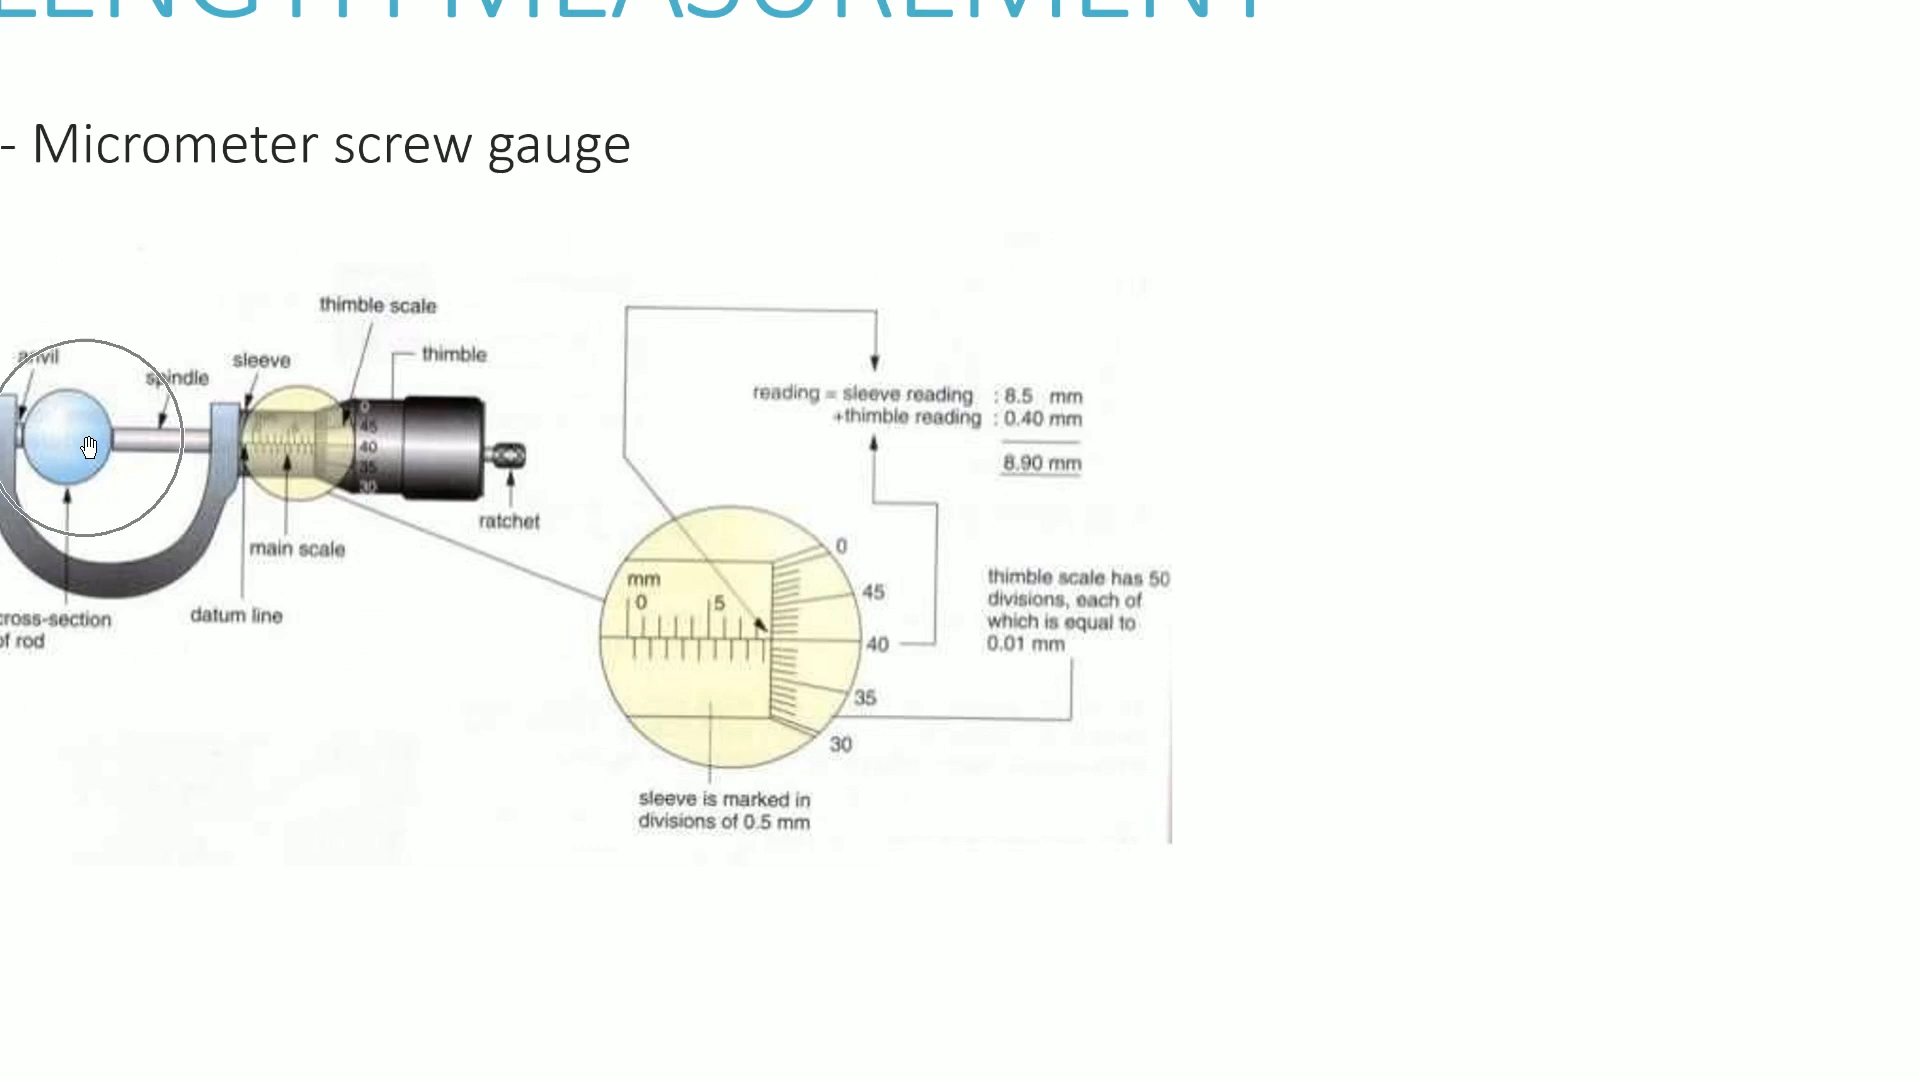 LENGTH MEASUREMENT
- Micrometer screw gauge
thimble scale
anvil
sleeve
thimble
spindle
0
45
40
35
30
ratchet
main scale
datum line
cross-section
of rod
reading = sleeve reading : 8.5 mm
+thimble reading : 0.40 mm
8.90 mm
mm
0 5
0
45
40
35
30
thimble scale has 50
divisions, each of
which is equal to
0.01 mm
sleeve is marked in
divisions of 0.5 mm